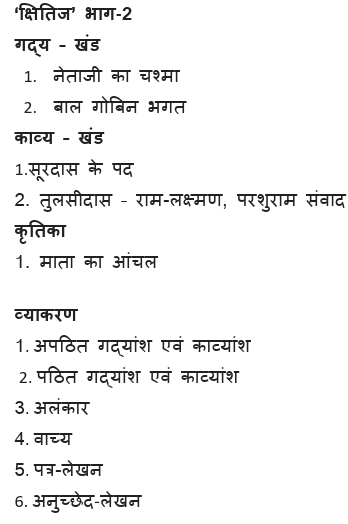 ‘क्षितिज’ भाग-2
गद्य - खंड
1. नेताजी का चश्मा
2. बाल गोबिन भगत
काव्य - खंड
1.सूरदास के पद
2. तुलसीदास - राम-लक्ष्मण, परशुराम संवाद
कृतिका
1. माता का आंचल
व्याकरण
1. अपठित गद्यांश एवं काव्यांश
2. पठित गद्यांश एवं काव्यांश
3. अलंकार
4. वाच्य
5. पत्र-लेखन
6. अनुच्छेद-लेखन